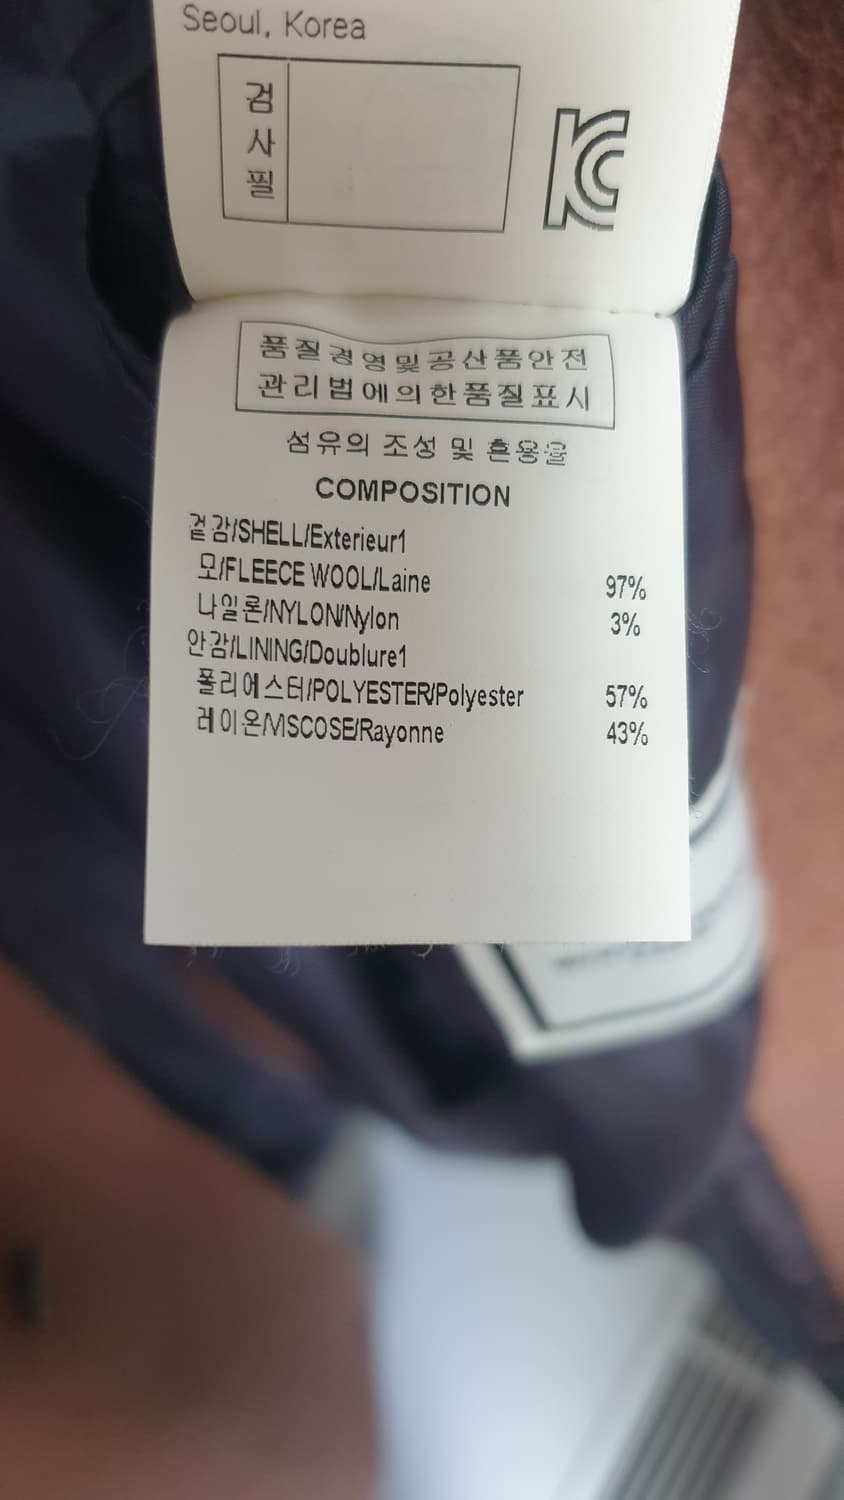 Seoul, Korea
검사필
KC
품질경영및공산품안전
관리법에의한품질표시
섬유의 조성 및 혼용율
COMPOSITION
겉감/SHELL/Exterieur1
모/FLEECE WOOL/Laine 97%
나일론/NYLON/Nylon 3%
안감/LINING/Doublure1
폴리에스터/POLYESTER/Polyester 57%
레이온/VISCOSE/Rayonne 43%